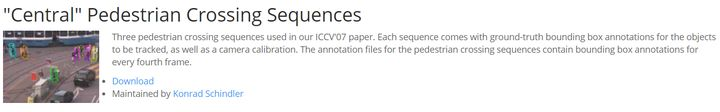 "Central" Pedestrian Crossing Sequences
Three pedestrian crossing sequences used in our ICCV'07 paper. Each sequence comes with ground-truth bounding box annotations for the objects
to be tracked, as well as a camera calibration. The annotation files for the pedestrian crossing sequences contain bounding box annotations for
every fourth frame.
Download
Maintained by Konrad Schindler